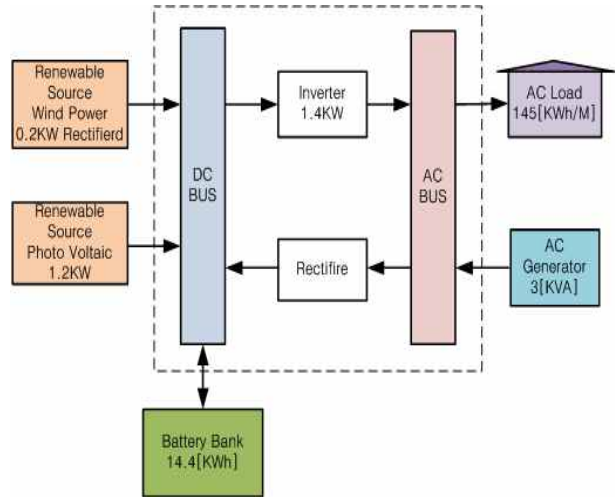 Renewable
Source
Wind Power
0.2KW Rectifierd
Renewable
Source
Photo Voltaic
1.2KW
DC
BUS
Inverter
1.4KW
Rectifire
AC
BUS
AC Load
145[KWh/M]
AC
Generator
3[KVA]
Battery Bank
14.4[KWh]